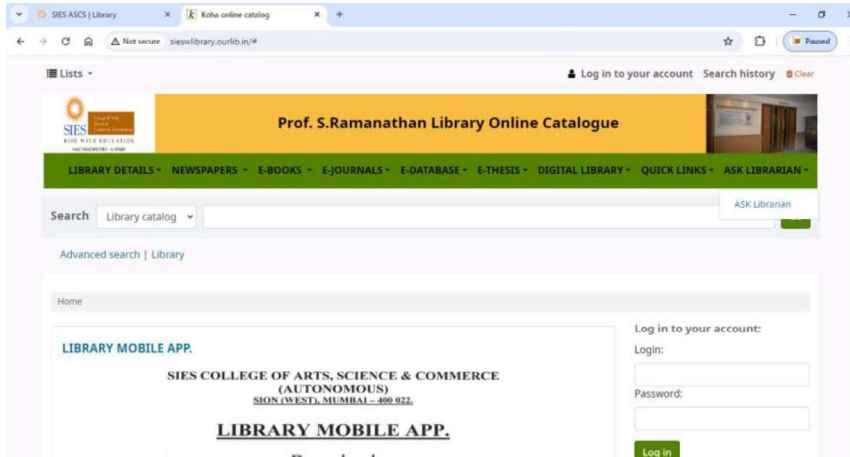 SIES ASCS | Library
Koha online catalog
Not secure sieswlibrary.ourlib.in/#
Paused
Lists
Log in to your account Search history Clear
SIES
RISE WITH EDUCATION
Prof. S.Ramanathan Library Online Catalogue
LIBRARY DETAILS NEWSPAPERS E-BOOKS E-JOURNALS E-DATABASE E-THESIS DIGITAL LIBRARY QUICK LINKS ASK LIBRARIAN
ASK Librarian
Search Library catalog
Advanced search | Library
Home
LIBRARY MOBILE APP.
SIES COLLEGE OF ARTS, SCIENCE & COMMERCE
(AUTONOMOUS)
SION (WEST), MUMBAI – 400 022.
LIBRARY MOBILE APP.
Log in to your account:
Login:
Password:
Log in